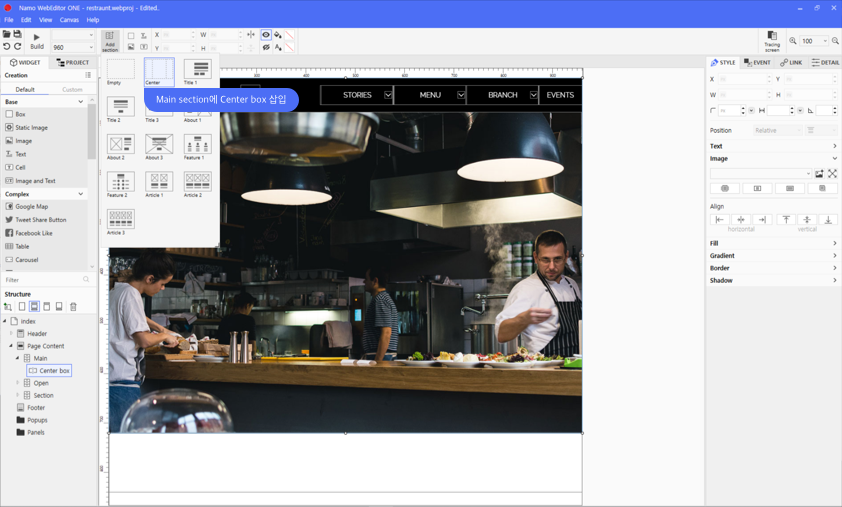 Namo WebEditor ONE - restraunt.webproj - Edited.
File Edit View Canvas Help
Build
960
Add section
X
Y
W
H
Tracing screen
100
WIDGET
PROJECT
Creation
Default
Custom
Base
Box
Static Image
Image
Text
Cell
Image and Text
Complex
Google Map
Tweet Share Button
Facebook Like
Table
Carousel
Filter
Structure
index
Header
Page Content
Main
Center box
Open
Section
Footer
Popups
Panels
Empty
Center
Title 1
Title 2
Title 3
About 1
About 2
About 3
Feature 1
Feature 2
Article 1
Article 2
Article 3
Main section에 Center box 삽입
STORIES
MENU
BRANCH
EVENTS
STYLE
EVENT
LINK
DETAIL
X
Y
W
H
Position
Relative
Text
Image
Align
horizontal
vertical
Fill
Gradient
Border
Shadow